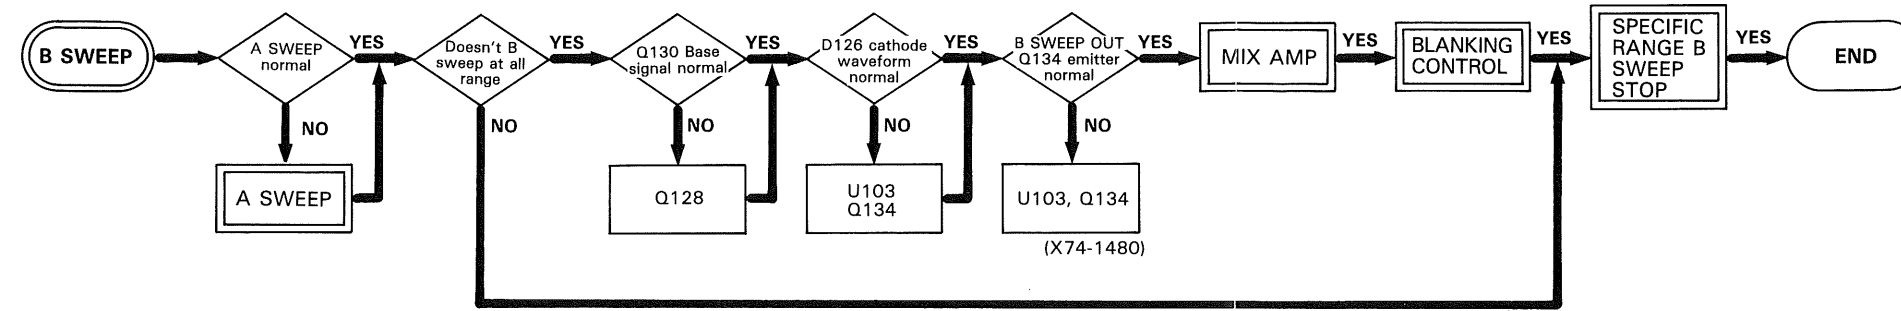 B SWEEP
A SWEEP
normal
YES
NO
A SWEEP
Doesn't B
sweep at all
range
YES
NO
Q130 Base
signal normal
YES
NO
Q128
D126 cathode
waveform
normal
YES
NO
U103
Q134
B SWEEP OUT
Q134 emitter
normal
YES
NO
U103, Q134
(X74-1480)
MIX AMP
YES
BLANKING
CONTROL
YES
SPECIFIC
RANGE B
SWEEP
STOP
YES
END